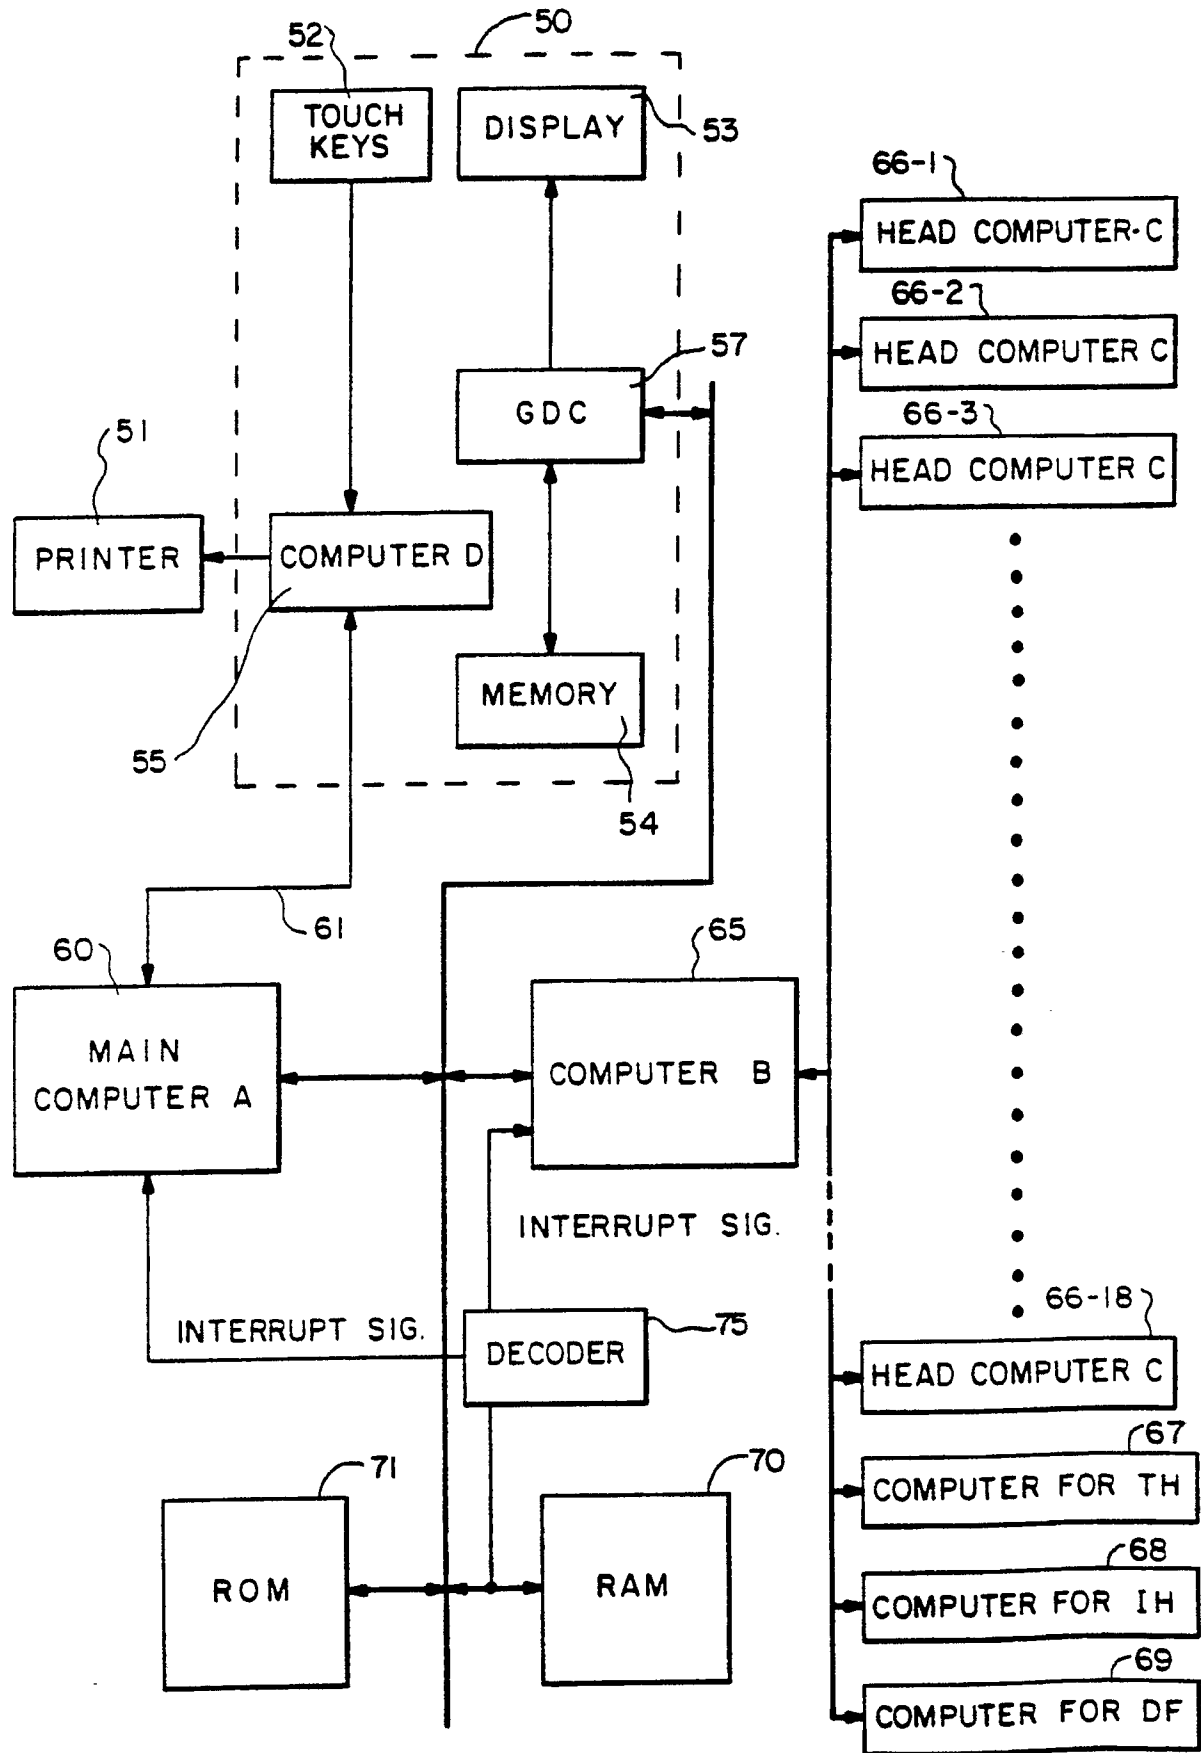 50
52
TOUCH
KEYS
DISPLAY
53
66-1
HEAD COMPUTER-C
66-2
HEAD COMPUTER C
57
GDC
66-3
HEAD COMPUTER C
51
PRINTER
COMPUTER D
MEMORY
55
54
61
60
65
MAIN
COMPUTER A
COMPUTER B
INTERRUPT SIG.
66-18
INTERRUPT SIG.
75
DECODER
HEAD COMPUTER C
67
COMPUTER FOR TH
71
70
68
ROM
RAM
COMPUTER FOR IH
69
COMPUTER FOR DF